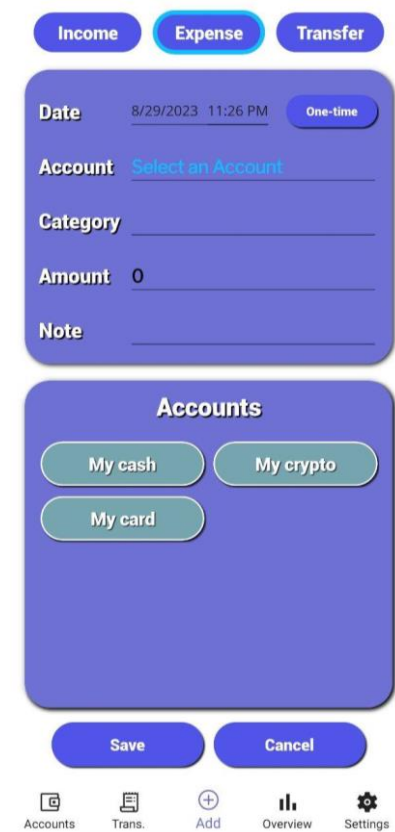 Income Expense Transfer
Date 8/29/2023 11:26 PM One-time
Account Select an Account
Category
Amount 0
Note
Accounts
My cash My crypto
My card
Save Cancel
Accounts Trans. Add Overview Settings